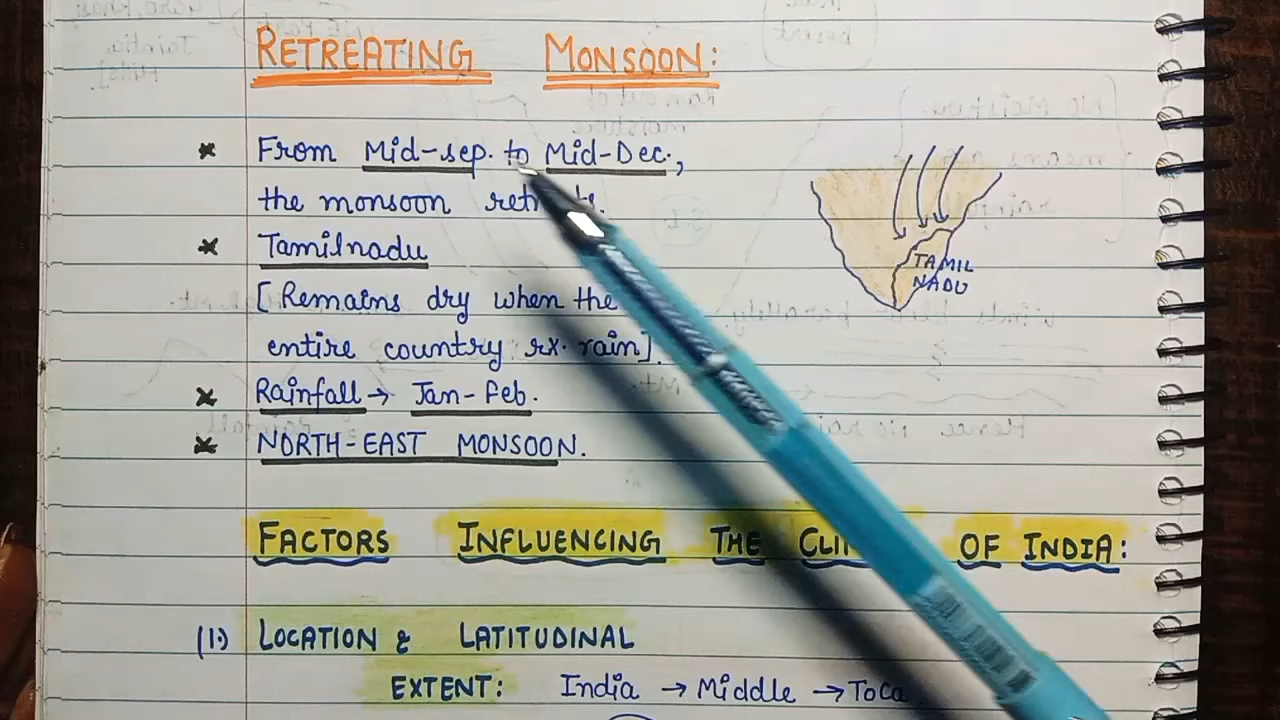 RETREATING MONSOON:
* From Mid-sep. to Mid-Dec.,
the monsoon
* Tamilnadu
[Remains dry when the
entire country rx. rain].
* Rainfall → Jan-Feb.
* NORTH-EAST MONSOON.
TAMIL
NADU
FACTORS INFLUENCING THE OF INDIA:
(1.) LOCATION & LATITUDINAL
EXTENT: India → Middle →